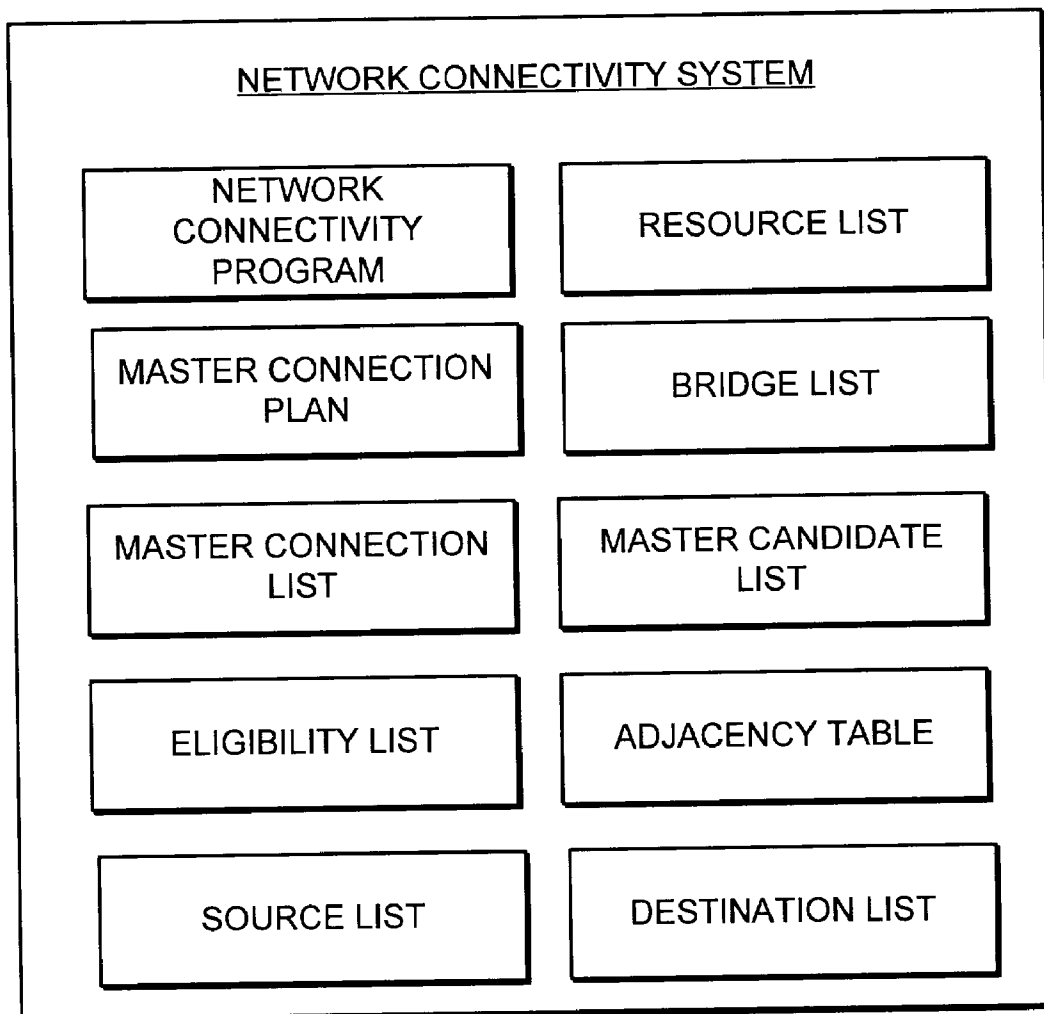 NETWORK CONNECTIVITY SYSTEM
NETWORK
CONNECTIVITY
PROGRAM
RESOURCE LIST
MASTER CONNECTION
PLAN
BRIDGE LIST
MASTER CONNECTION
LIST
MASTER CANDIDATE
LIST
ELIGIBILITY LIST
ADJACENCY TABLE
SOURCE LIST
DESTINATION LIST